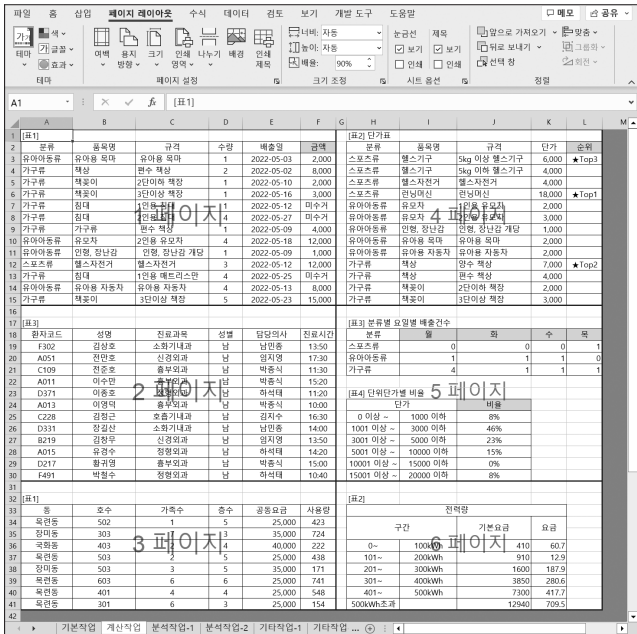 파일 홈 삽입 페이지 레이아웃 수식 데이터 검토 보기 개발 도구 도움말 메모 공유
테마 색 글꼴 효과 여백 용지 방향 크기 인쇄 영역 나누기 배경 인쇄 제목 너비: 자동 높이: 자동 배율: 90% 눈금선 제목 보기 보기 인쇄 인쇄 앞으로 가져오기 뒤로 보내기 선택 창 맞춤 그룹화 회전
테마 페이지 설정 크기 조정 시트 옵션 정렬
A1 fx [표1]
A B C D E F G H I J K L M
1 [표1] [표2] 단가표
2 분류 품목명 규격 수량 배출일 금액 분류 품목명 규격 단가 순위
3 유아아동류 유아용 목마 유아용 목마 1 2022-05-03 2,000 스포츠류 헬스기구 5kg 이상 헬스기구 6,000 ★Top3
4 가구류 책상 편수 책상 2 2022-05-02 8,000 스포츠류 헬스기구 5kg 이하 헬스기구 4,000
5 가구류 책꽂이 2단이하 책장 1 2022-05-10 2,000 스포츠류 헬스자전거 헬스자전거 4,000
6 가구류 책꽂이 3단이상 책장 1 2022-05-16 3,000 스포츠류 런닝머신 런닝머신 18,000 ★Top1
7 가구류 침대 1인용 침대 1 2022-05-12 미수거 유아아동류 유모차 1인용 유모차 2,000
8 가구류 침대 4 2022-05-27 미수거 유아아동류 유모차 2인용 유모차 3,000
1 페이지 4 페이지
9 가구류 가구류 편수 책상 1 2022-05-09 4,000 유아아동류 인형, 장난감 인형, 장난감 개당 1,000
10 유아아동류 유모차 2인용 유모차 4 2022-05-18 12,000 유아아동류 유아용 목마 유아용 목마 2,000
11 유아아동류 인형, 장난감 인형, 장난감 개당 1 2022-05-09 1,000 유아아동류 유아용 자동차 유아용 자동차 2,000
12 스포츠류 헬스자전거 헬스자전거 3 2022-05-12 12,000 가구류 책상 양수 책상 7,000 ★Top2
13 가구류 침대 1인용 매트리스만 4 2022-05-25 미수거 가구류 책상 편수 책상 4,000
14 유아아동류 유아용 자동차 유아용 자동차 4 2022-05-13 8,000 가구류 책꽂이 2단이하 책장 2,000
15 가구류 책꽂이 3단이상 책장 5 2022-05-23 15,000 가구류 책꽂이 3단이상 책장 3,000
16
17 [표3] [표3] 분류별 요일별 배출건수
18 환자코드 성명 진료과목 성별 담당의사 진료시간 분류 월 화 수 목
19 F302 김상호 소화기내과 남 남민종 13:50 스포츠류 0 0 0 1
20 A051 전만호 신경외과 남 임지영 17:30 유아아동류 1 1 1 0
21 C109 전준호 흉부외과 남 박종식 11:30 가구류 4 1 1 1
22 A011 이수만 흉부외과 남 박종식 15:20
2 페이지 5 페이지
23 D371 이종호 정형외과 남 하석태 11:20 [표4] 단위단가별 비율
24 A013 이영덕 흉부외과 남 박종식 10:00 단가 비율
25 C228 김정근 호흡기내과 남 김지수 16:30 0 이상 ~ 1000 이하 8%
26 D331 장길산 소화기내과 남 남민종 14:00 1001 이상 ~ 3000 이하 46%
27 B219 김창무 신경외과 남 임지영 13:50 3001 이상 ~ 5000 이하 23%
28 A015 유경수 정형외과 남 하석태 14:20 5001 이상 ~ 10000 이하 15%
29 D217 황귀영 흉부외과 남 박종식 15:00 10001 이상 ~ 15000 이하 0%
30 F491 박철수 정형외과 남 하석태 10:40 15001 이상 ~ 20000 이하 8%
31
32 [표1] [표2]
33 동 호수 가족수 층수 공동요금 사용량 전력량
34 목련동 502 1 5 25,000 423 구간 기본요금 요금
35 장미동 303 7 3 35,000 724
36 국화동 403 4 40,000 222 0~ 100kWh 410 60.7
3 페이지 6 페이지
37 목련동 502 2 5 25,000 438 101~ 200kWh 910 12.9
38 장미동 503 3 5 35,000 171 201~ 300kWh 1600 187.9
39 목련동 603 6 6 25,000 741 301~ 400kWh 3850 280.6
40 목련동 401 4 4 25,000 548 401~ 500kWh 7300 417.7
41 목련동 301 6 3 25,000 154 500kWh초과 12940 709.5
42
기본작업 계산작업 분석작업-1 분석작업-2 기타작업-1 기타작업 ...